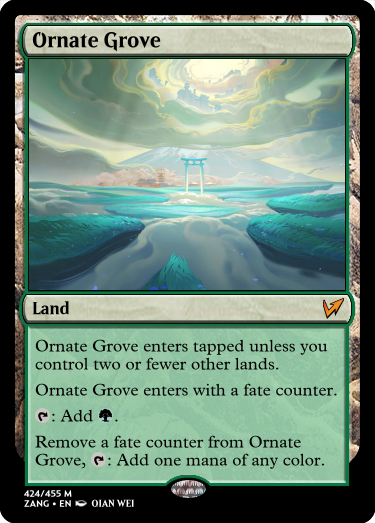 Ornate Grove
Land
Ornate Grove enters tapped unless you
control two or fewer other lands.
Ornate Grove enters with a fate counter.
: Add .
Remove a fate counter from Ornate
Grove, : Add one mana of any color.
424/455 M
ZANG • EN QIAN WEI